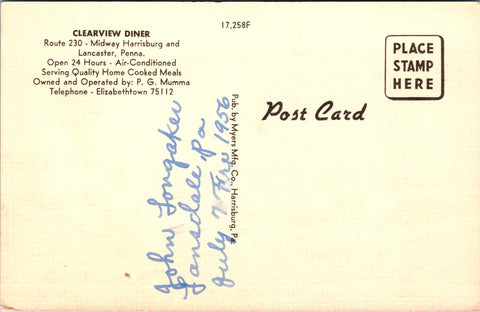 17,258F
CLEARVIEW DINER
Route 230 - Midway Harrisburg and
Lancaster, Penna.
Open 24 Hours - Air-Conditioned
Serving Quality Home Cooked Meals
Owned and Operated by: P. G. Mumma
Telephone - Elizabethtown 75112
PLACE
STAMP
HERE
Post Card
Pub. by Myers Mfg. Co., Harrisburg, Pa.
John Longaker
Lansdale, Pa
July 7 1956